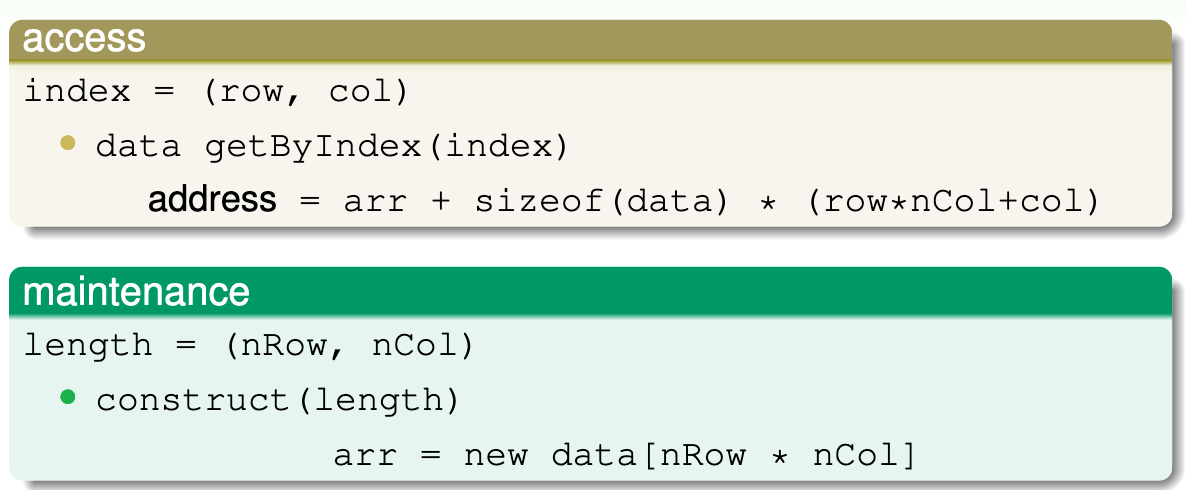 access
index = (row, col)
• data getByIndex(index)
address = arr + sizeof(data) * (row*nCol+col)
maintenance
length = (nRow, nCol)
• construct(length)
arr = new data[nRow * nCol]